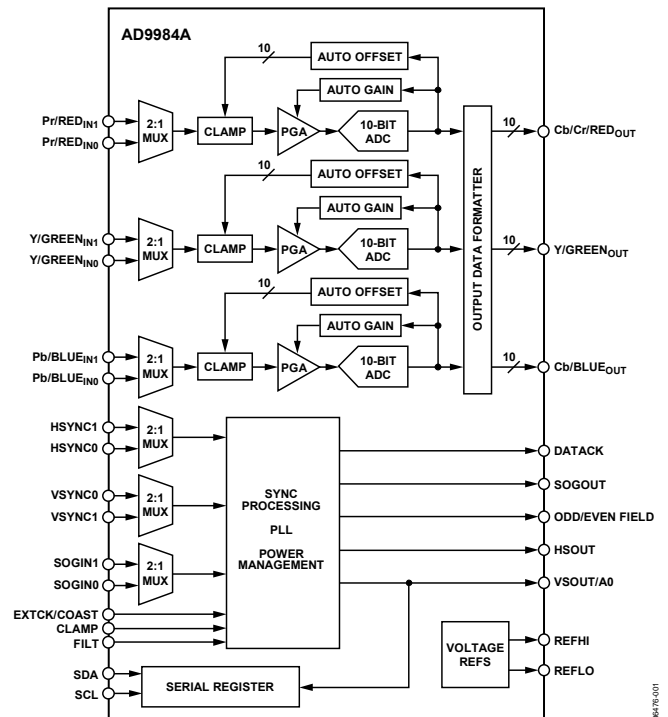 AD9984A
10
AUTO OFFSET
AUTO GAIN
Pr/RED_IN1
Pr/RED_IN0
2:1
MUX
CLAMP
PGA
10-BIT
ADC
10
Cb/Cr/RED_OUT
10
AUTO OFFSET
AUTO GAIN
Y/GREEN_IN1
Y/GREEN_IN0
2:1
MUX
CLAMP
PGA
10-BIT
ADC
OUTPUT DATA FORMATTER
10
Y/GREEN_OUT
10
AUTO OFFSET
AUTO GAIN
Pb/BLUE_IN1
Pb/BLUE_IN0
2:1
MUX
CLAMP
PGA
10-BIT
ADC
10
Cb/BLUE_OUT
HSYNC1
HSYNC0
2:1
MUX
VSYNC0
VSYNC1
2:1
MUX
SOGIN1
SOGIN0
2:1
MUX
EXTCK/COAST
CLAMP
FILT
SYNC
PROCESSING
PLL
POWER
MANAGEMENT
DATACK
SOGOUT
ODD/EVEN FIELD
HSOUT
VSOUT/A0
SDA
SCL
SERIAL REGISTER
VOLTAGE
REFS
REFHI
REFLO
6476-001